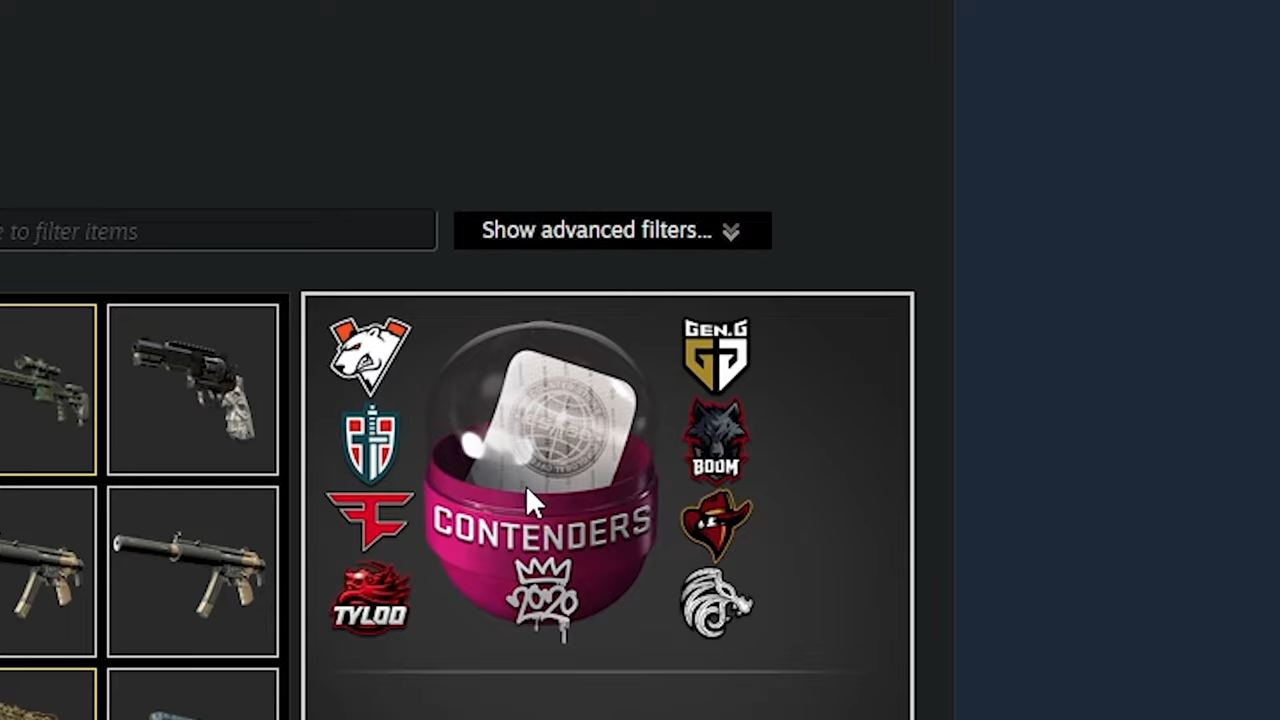 e to filter items
Show advanced filters...
GEN.G
BOOM
CONTENDERS
2020
TYLOO